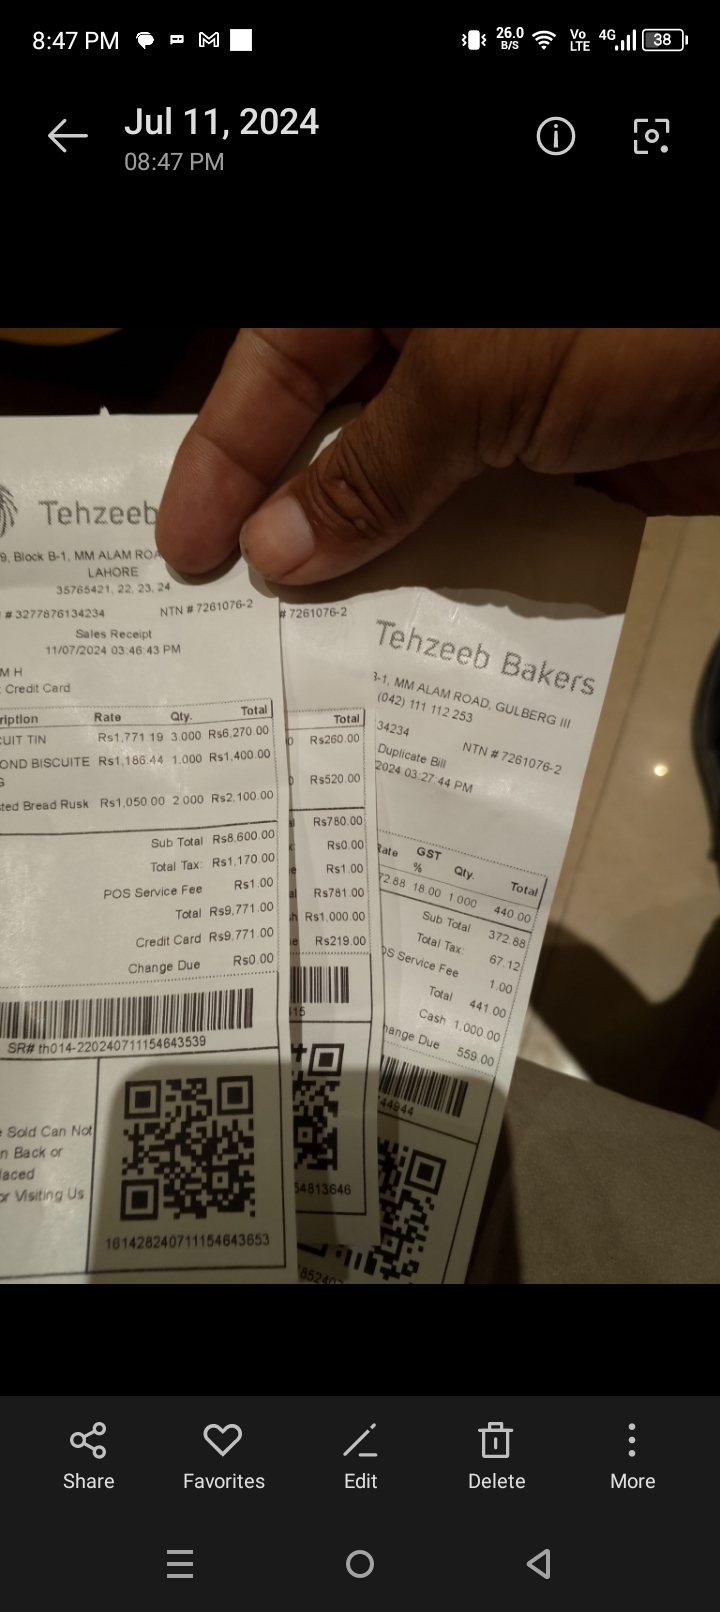 8:47 PM
26.0 B/S
Vo LTE
4G
38
Jul 11, 2024
08:47 PM
Tehzeeb
9, Block B-1, MM ALAM ROA
LAHORE
35765421, 22, 23, 24
# 3277876134234 NTN # 7261076-2
Sales Receipt
11/07/2024 03:46:43 PM
M H
: Credit Card
ription Rate Qty. Total
CUIT TIN Rs1,771.19 3.000 Rs6,270.00
OND BISCUITE Rs1,186.44 1.000 Rs1,400.00
G
ted Bread Rusk Rs1,050.00 2.000 Rs2,100.00
Sub Total Rs8,600.00
Total Tax: Rs1,170.00
POS Service Fee Rs1.00
Total Rs9,771.00
Credit Card Rs9,771.00
Change Due Rs0.00
SR# th014-220240711154643539
e Sold Can Not
n Back or
laced
or Visiting Us
161428240711154643653
# 7261076-2
Total
0 Rs260.00
0 Rs520.00
al Rs780.00
x: Rs0.00
e Rs1.00
al Rs781.00
h Rs1,000.00
e Rs219.00
415
54813646
Tehzeeb Bakers
B-1, MM ALAM ROAD, GULBERG III
(042) 111 112 253
34234 NTN # 7261076-2
Duplicate Bill
2024 03:27:44 PM
Rate GST % Qty. Total
72.88 18.00 1.000 440.00
Sub Total 372.88
Total Tax: 67.12
OS Service Fee 1.00
Total 441.00
Cash 1,000.00
hange Due 559.00
44944
Share
Favorites
Edit
Delete
More